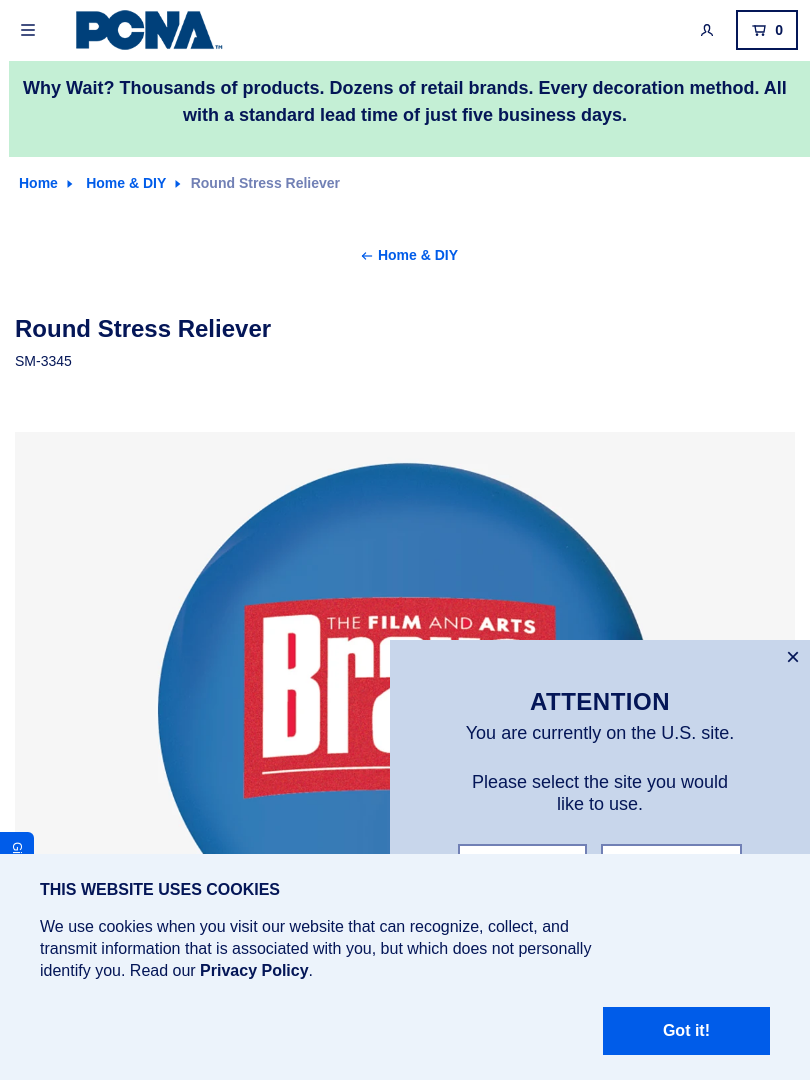 PCNA™
0
Why Wait? Thousands of products. Dozens of retail brands. Every decoration method. All
with a standard lead time of just five business days.
Home
Home & DIY
Round Stress Reliever
Home & DIY
Round Stress Reliever
SM-3345
THE FILM AND ARTS
ATTENTION
You are currently on the U.S. site.
Please select the site you would
like to use.
THIS WEBSITE USES COOKIES
We use cookies when you visit our website that can recognize, collect, and
transmit information that is associated with you, but which does not personally
identify you. Read our Privacy Policy.
Got it!